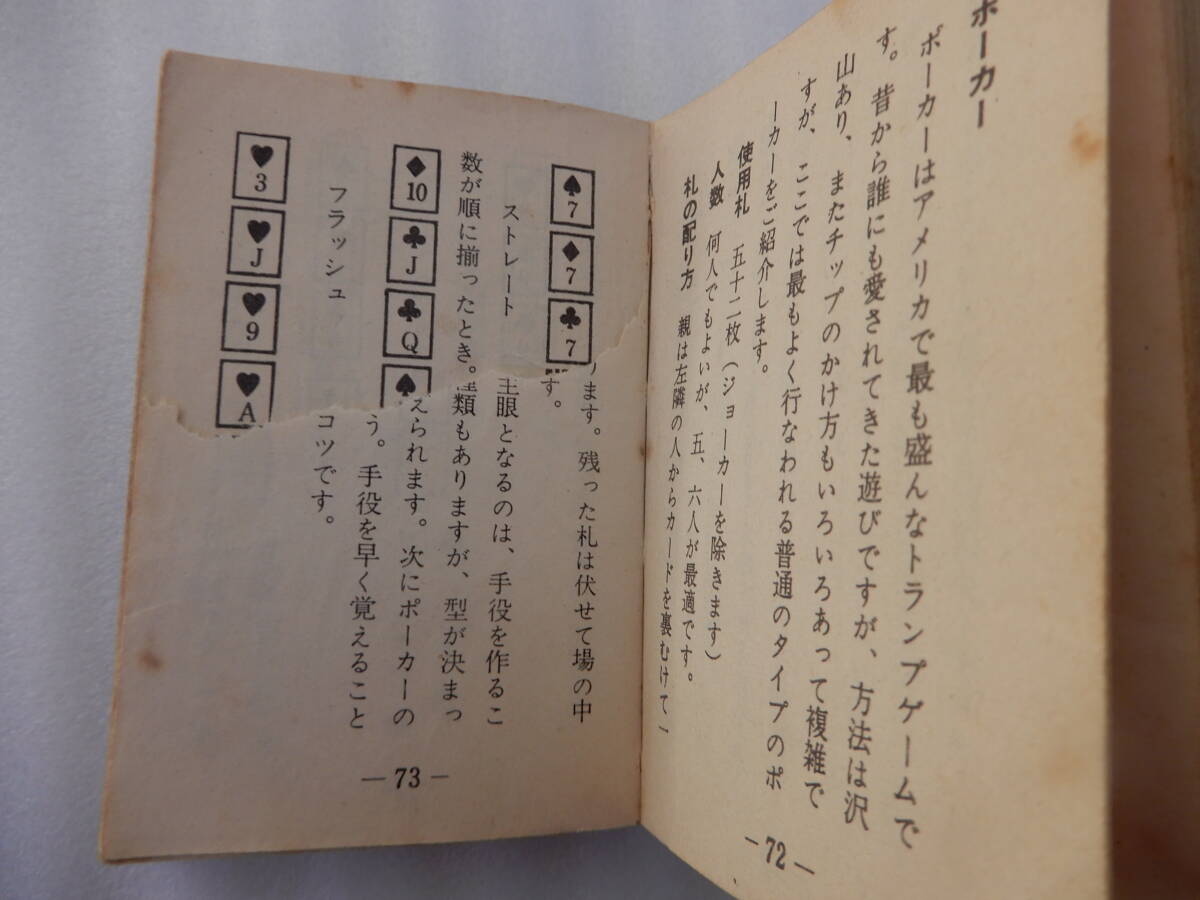 ポーカー
ポーカーはアメリカで最も盛んなトランプゲームで
す。昔から誰にも愛されてきた遊びですが、方法は沢
山あり、またチップのかけ方もいろいろあって複雑で
すが、ここでは最もよく行なわれる普通のタイプのポ
ーカーをご紹介します。
使用札 五十二枚(ジョーカーを除きます)
人数 何人でもよいが、五、六人が最適です。
札の配り方 親は左隣の人からカードを裏むけて一
—72—
ります。残った札は伏せて場の中
す。
主眼となるのは、手役を作るこ
種類もありますが、型が決まっ
えられます。次にポーカーの
う。手役を早く覚えること
コツです。
—73—
♠7 ♦7 ♣7
ストレート
数が順に揃ったとき。
♦10 ♣J ♣Q ♠
フラッシュ
♥3 ♥J ♥9 ♥A